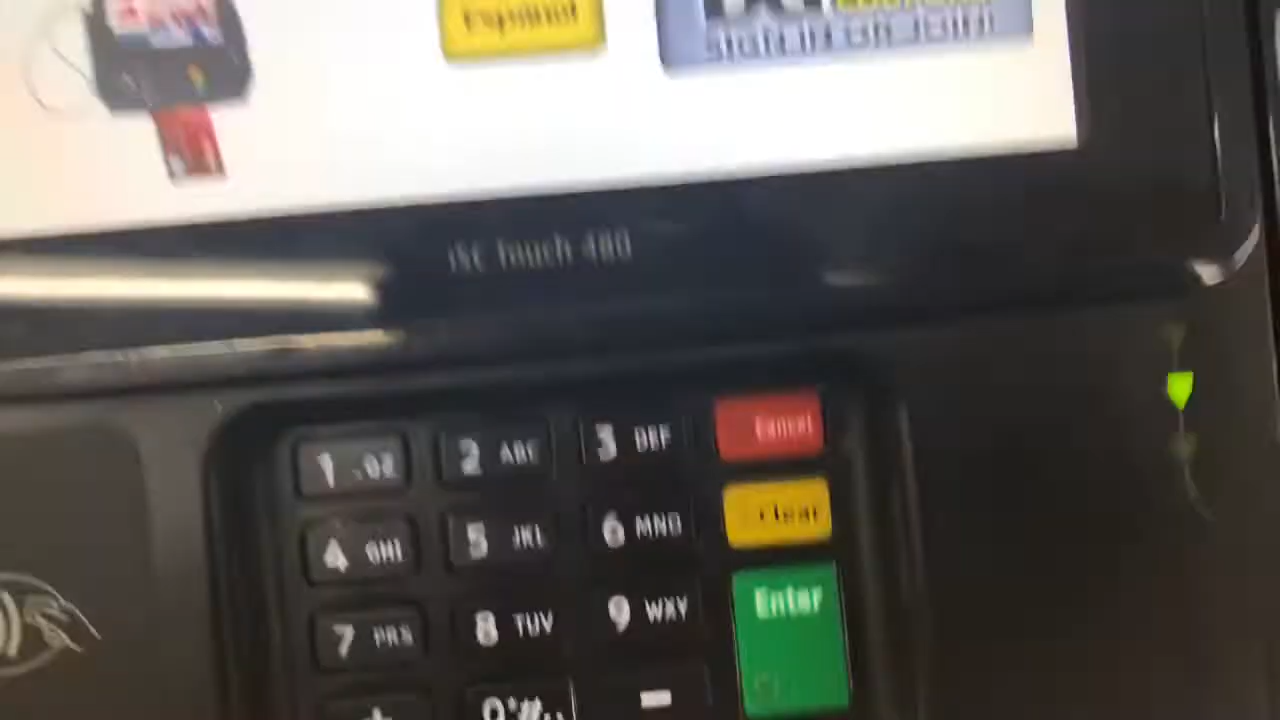 Español
iSC Touch 480
1 .QZ 2 ABC 3 DEF Cancel
4 GHI 5 JKL 6 MNO Clear
7 PRS 8 TUV 9 WXY Enter
+ 0*#., -